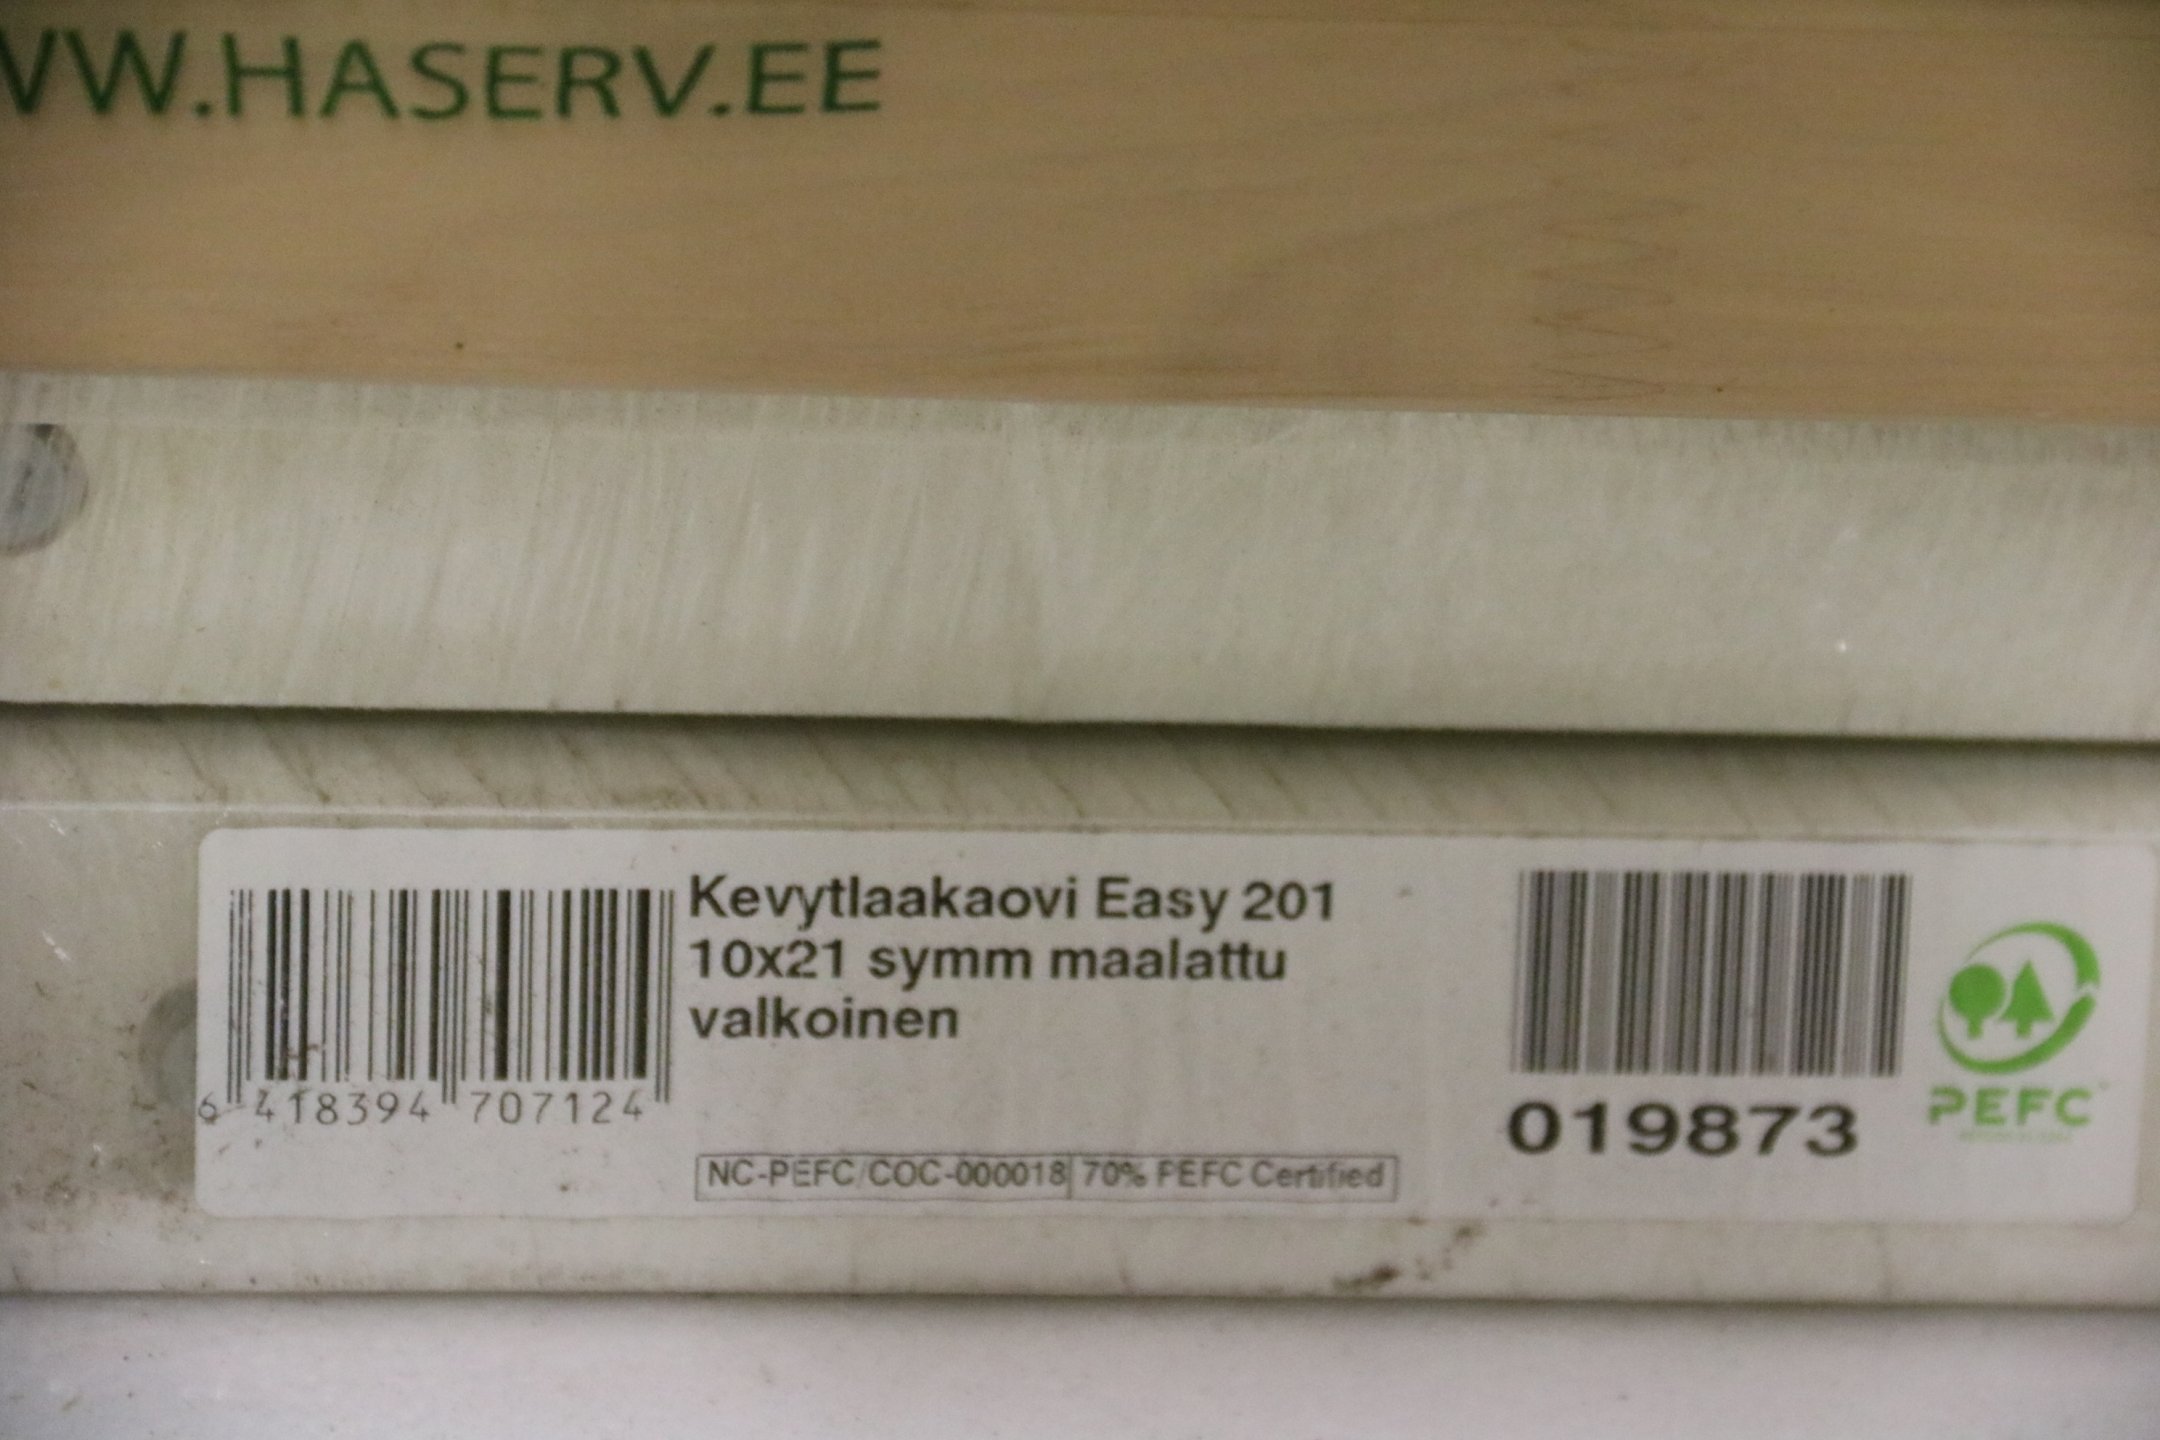 WW.HASERV.EE
Kevytlaakaovi Easy 201
10x21 symm maalattu
valkoinen
6 418394 707124
NC-PEFC/COC-000018 70% PEFC Certified
019873
PEFC